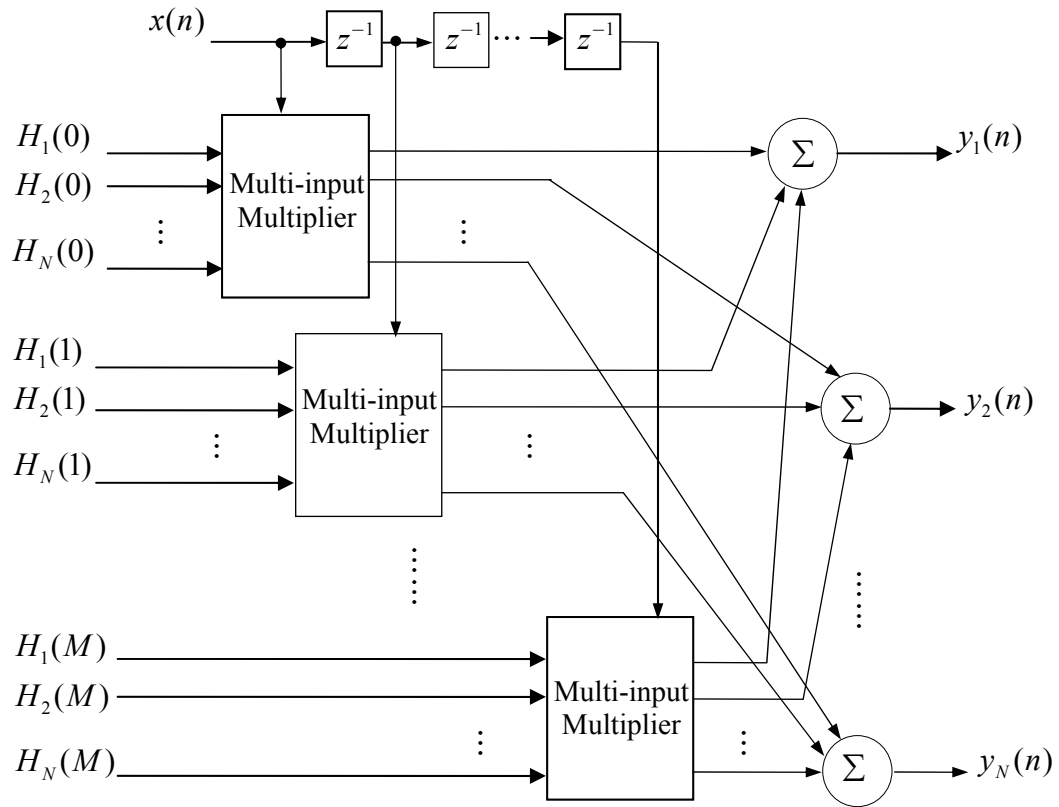 x(n)
z⁻¹
z⁻¹
···
z⁻¹
H₁(0)
H₂(0)
⋮
H_N(0)
Multi-input
Multiplier
⋮
Σ
y₁(n)
H₁(1)
H₂(1)
⋮
H_N(1)
Multi-input
Multiplier
⋮
Σ
y₂(n)
⋮
⋮
H₁(M)
H₂(M)
⋮
H_N(M)
Multi-input
Multiplier
⋮
Σ
y_N(n)